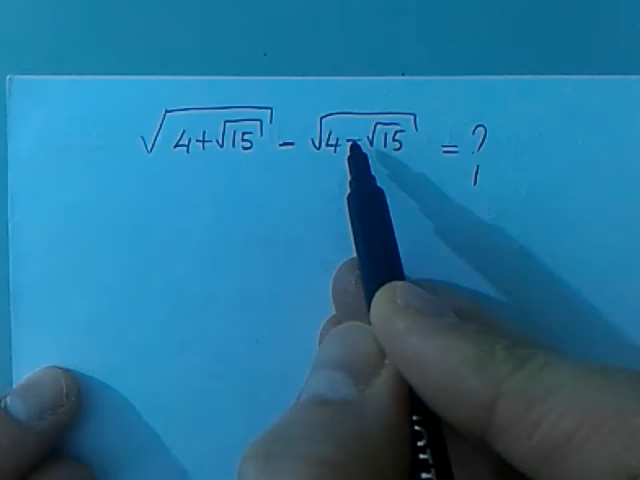 √(4+√15) - √(4-√15) = ?